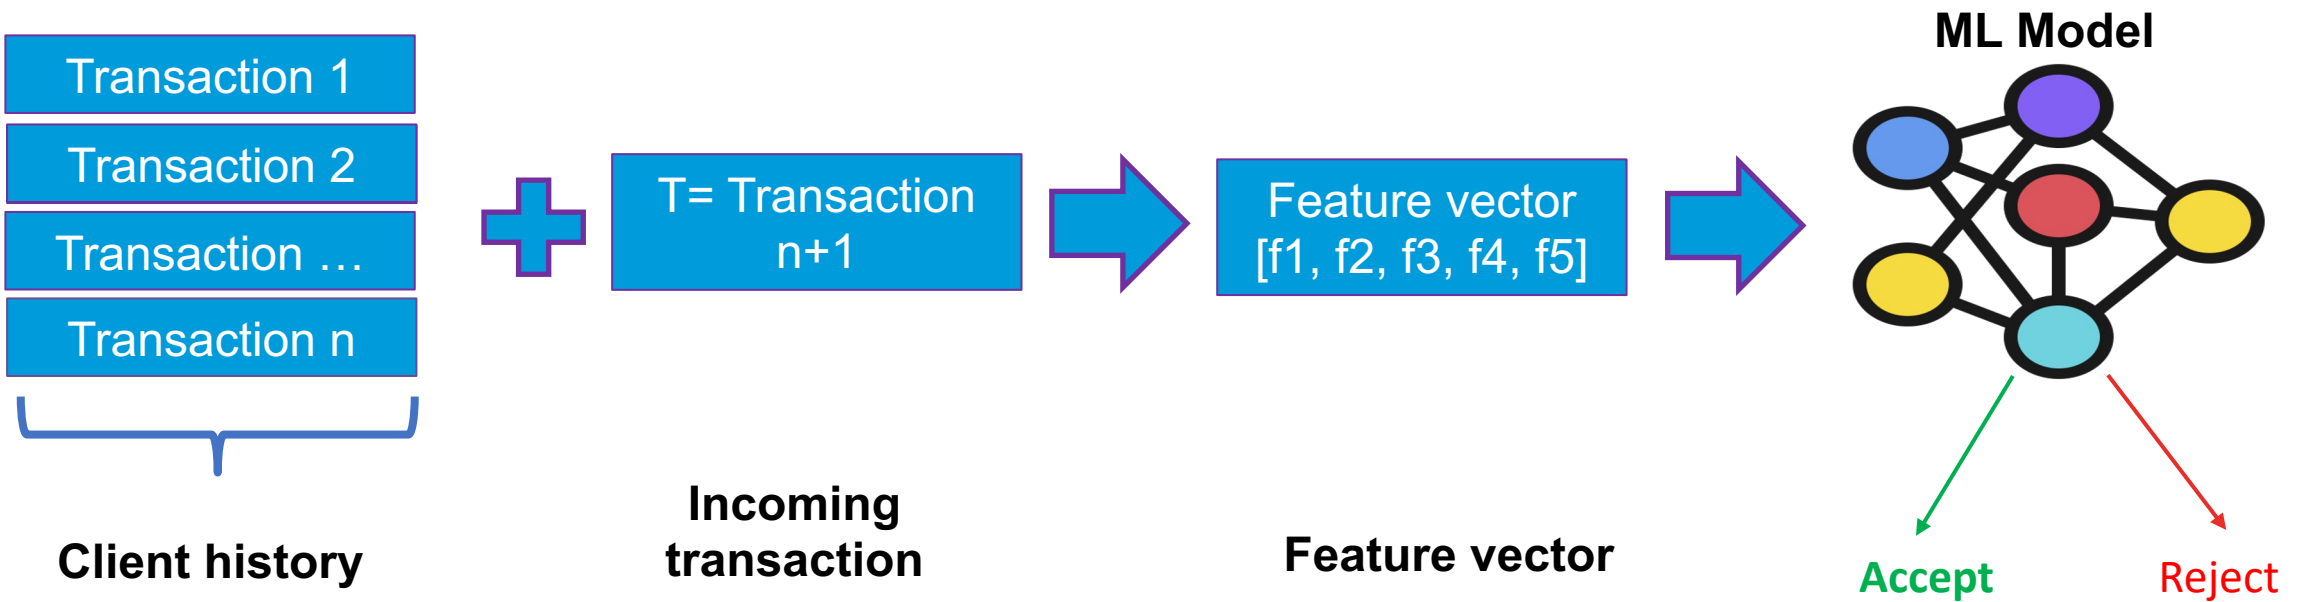 Transaction 1
Transaction 2
Transaction …
Transaction n
Client history
T= Transaction
n+1
Incoming
transaction
Feature vector
[f1, f2, f3, f4, f5]
Feature vector
ML Model
Accept
Reject